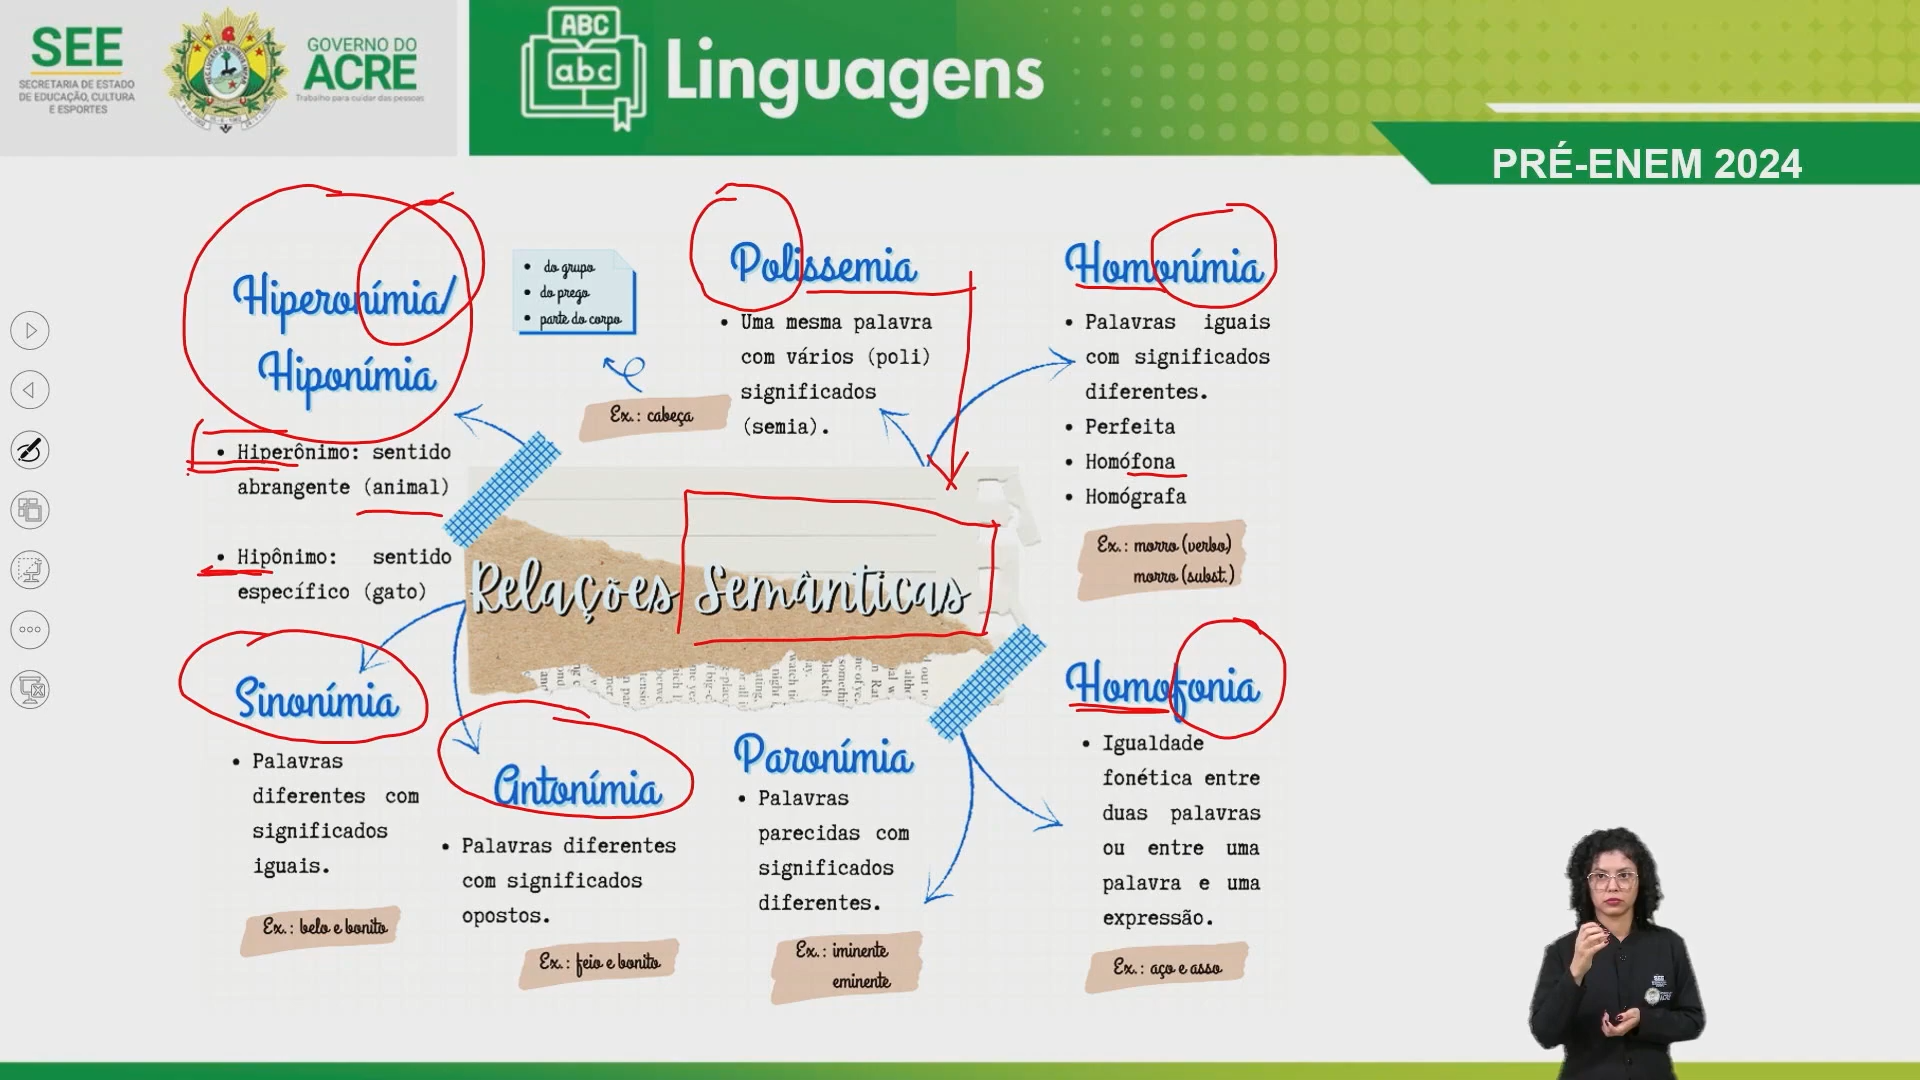 SEE
SECRETARIA DE ESTADO
DE EDUCAÇÃO, CULTURA
E ESPORTES
GOVERNO DO
ACRE
Trabalho para cuidar das pessoas
ABC
abc
Linguagens
PRÉ-ENEM 2024
Hiperonímia/
Hiponímia
• Hiperônimo: sentido
abrangente (animal)
• Hipônimo: sentido
específico (gato)
• do grupo
• do prego
• parte do corpo
Ex.: cabeça
Polissemia
• Uma mesma palavra
com vários (poli)
significados
(semia).
Homonímia
• Palavras iguais
com significados
diferentes.
• Perfeita
• Homófona
• Homógrafa
Ex.: morro (verbo)
morro (subst.)
Relações Semânticas
Sinonímia
• Palavras
diferentes com
significados
iguais.
Ex.: belo e bonito
Antonímia
• Palavras diferentes
com significados
opostos.
Ex.: feio e bonito
Paronímia
• Palavras
parecidas com
significados
diferentes.
Ex.: iminente
eminente
Homofonia
• Igualdade
fonética entre
duas palavras
ou entre uma
palavra e uma
expressão.
Ex.: aço e asso
SEE